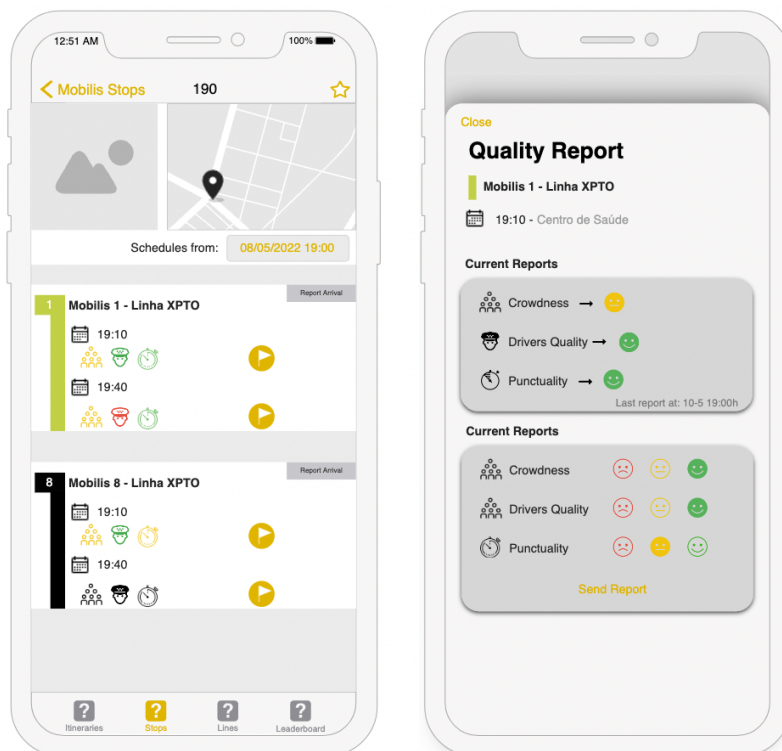 12:51 AM
100%
Mobilis Stops
190
Schedules from:
08/05/2022 19:00
Report Arrival
1
Mobilis 1 - Linha XPTO
19:10
19:40
Report Arrival
8
Mobilis 8 - Linha XPTO
19:10
19:40
?
?
?
?
Itineraries
Stops
Lines
Leaderboard
Close
Quality Report
Mobilis 1 - Linha XPTO
19:10 - Centro de Saúde
Current Reports
Crowdness →
Drivers Quality →
Punctuality →
Last report at: 10-5 19:00h
Current Reports
Crowdness
Drivers Quality
Punctuality
Send Report